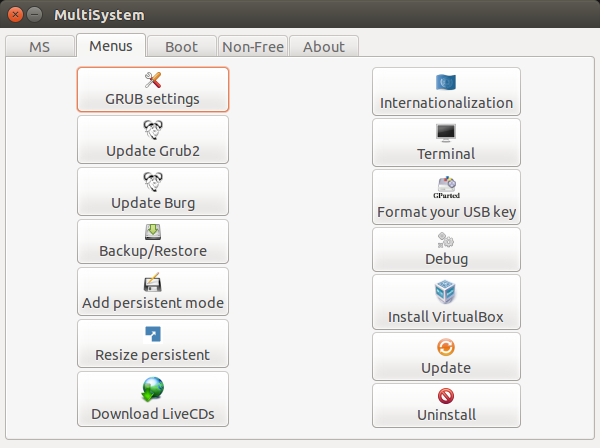 MultiSystem
MS Menus Boot Non-Free About
GRUB settings
Update Grub2
Update Burg
Backup/Restore
Add persistent mode
Resize persistent
Download LiveCDs
Internationalization
Terminal
GParted
Format your USB key
Debug
Install VirtualBox
Update
Uninstall